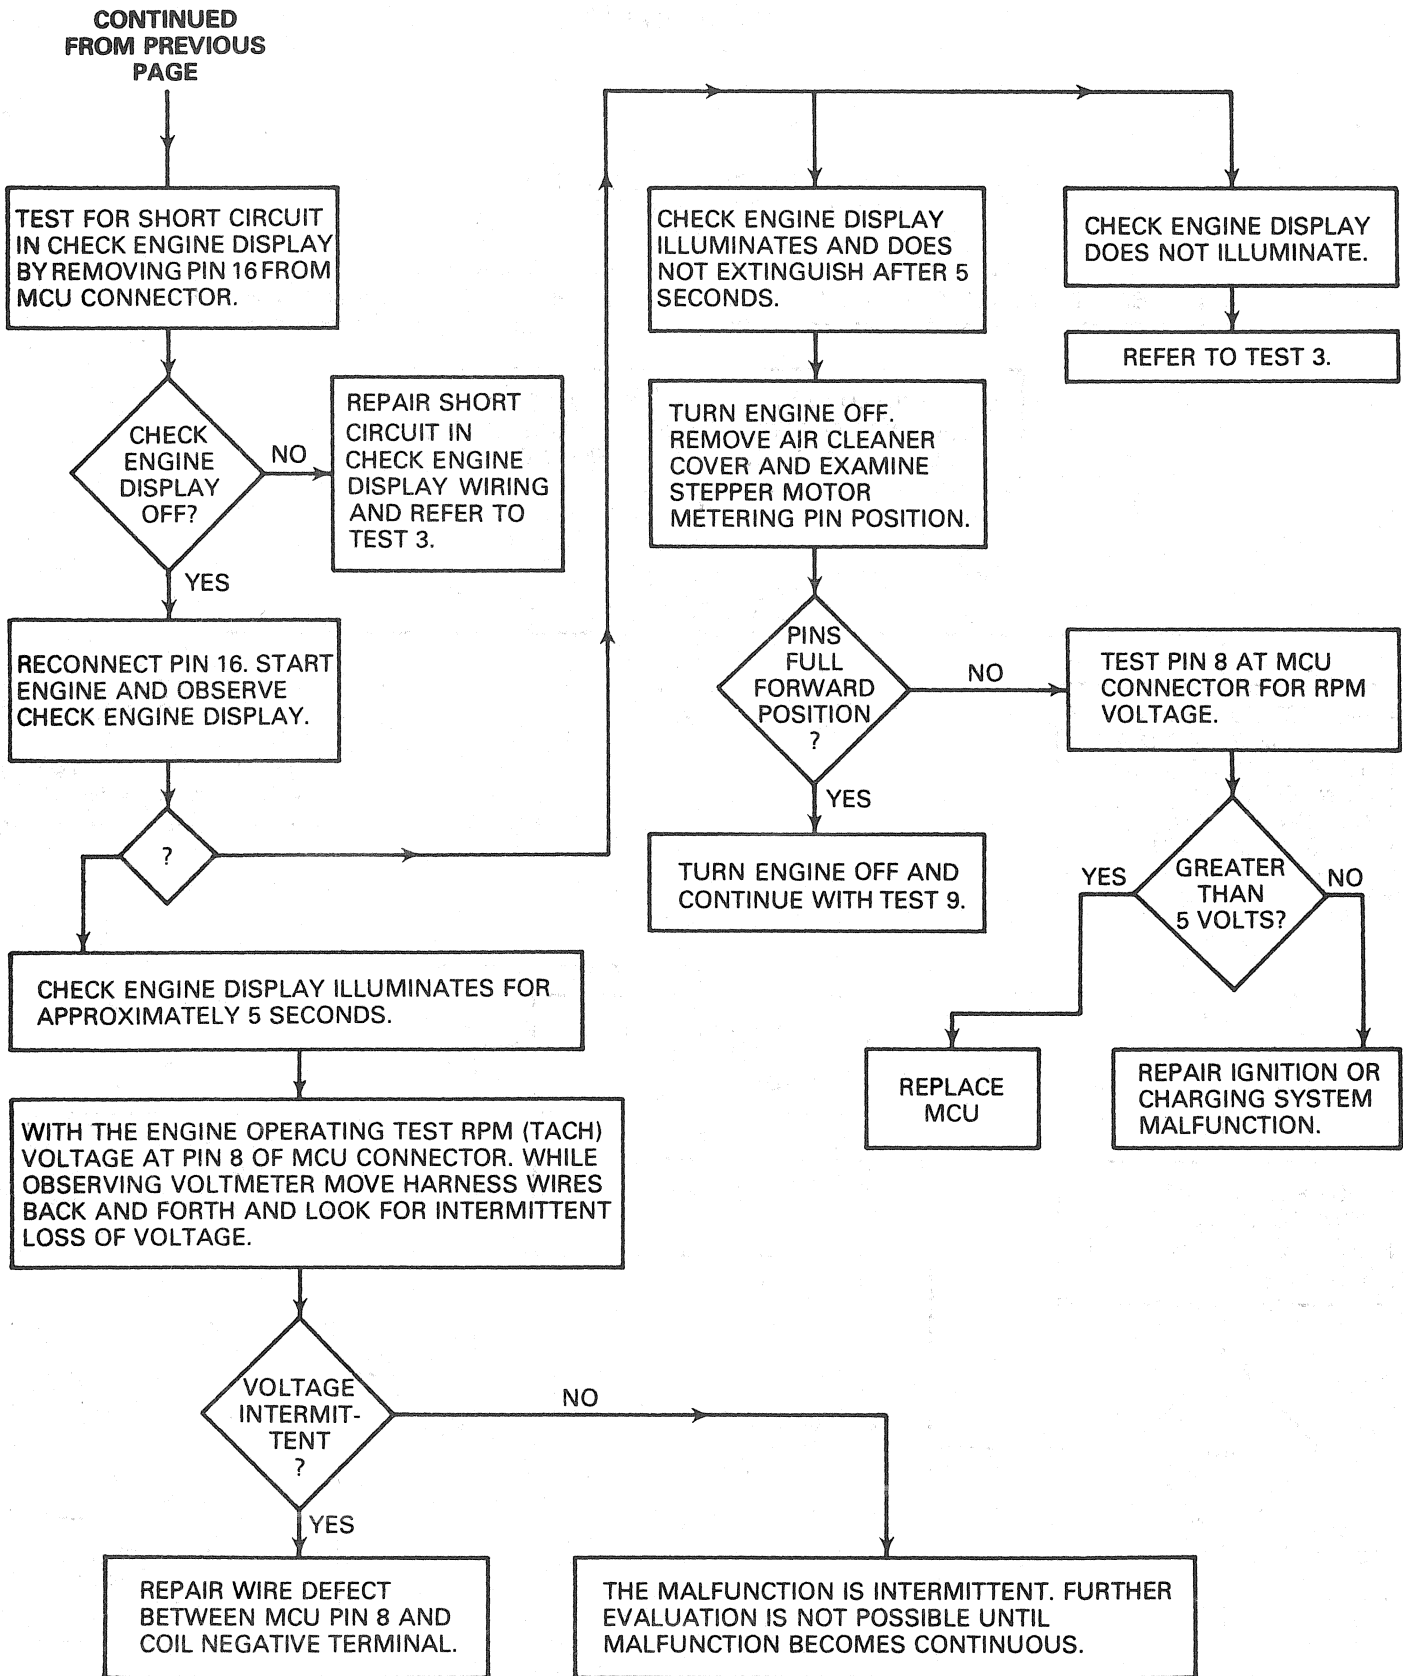 CONTINUED
FROM PREVIOUS
PAGE
TEST FOR SHORT CIRCUIT
IN CHECK ENGINE DISPLAY
BY REMOVING PIN 16 FROM
MCU CONNECTOR.
CHECK
ENGINE
DISPLAY
OFF?
NO
REPAIR SHORT
CIRCUIT IN
CHECK ENGINE
DISPLAY WIRING
AND REFER TO
TEST 3.
YES
RECONNECT PIN 16. START
ENGINE AND OBSERVE
CHECK ENGINE DISPLAY.
?
CHECK ENGINE DISPLAY ILLUMINATES FOR
APPROXIMATELY 5 SECONDS.
WITH THE ENGINE OPERATING TEST RPM (TACH)
VOLTAGE AT PIN 8 OF MCU CONNECTOR. WHILE
OBSERVING VOLTMETER MOVE HARNESS WIRES
BACK AND FORTH AND LOOK FOR INTERMITTENT
LOSS OF VOLTAGE.
VOLTAGE
INTERMIT-
TENT
?
NO
YES
REPAIR WIRE DEFECT
BETWEEN MCU PIN 8 AND
COIL NEGATIVE TERMINAL.
THE MALFUNCTION IS INTERMITTENT. FURTHER
EVALUATION IS NOT POSSIBLE UNTIL
MALFUNCTION BECOMES CONTINUOUS.
CHECK ENGINE DISPLAY
ILLUMINATES AND DOES
NOT EXTINGUISH AFTER 5
SECONDS.
TURN ENGINE OFF.
REMOVE AIR CLEANER
COVER AND EXAMINE
STEPPER MOTOR
METERING PIN POSITION.
PINS
FULL
FORWARD
POSITION
?
NO
YES
TURN ENGINE OFF AND
CONTINUE WITH TEST 9.
CHECK ENGINE DISPLAY
DOES NOT ILLUMINATE.
REFER TO TEST 3.
TEST PIN 8 AT MCU
CONNECTOR FOR RPM
VOLTAGE.
GREATER
THAN
5 VOLTS?
YES
NO
REPLACE
MCU
REPAIR IGNITION OR
CHARGING SYSTEM
MALFUNCTION.